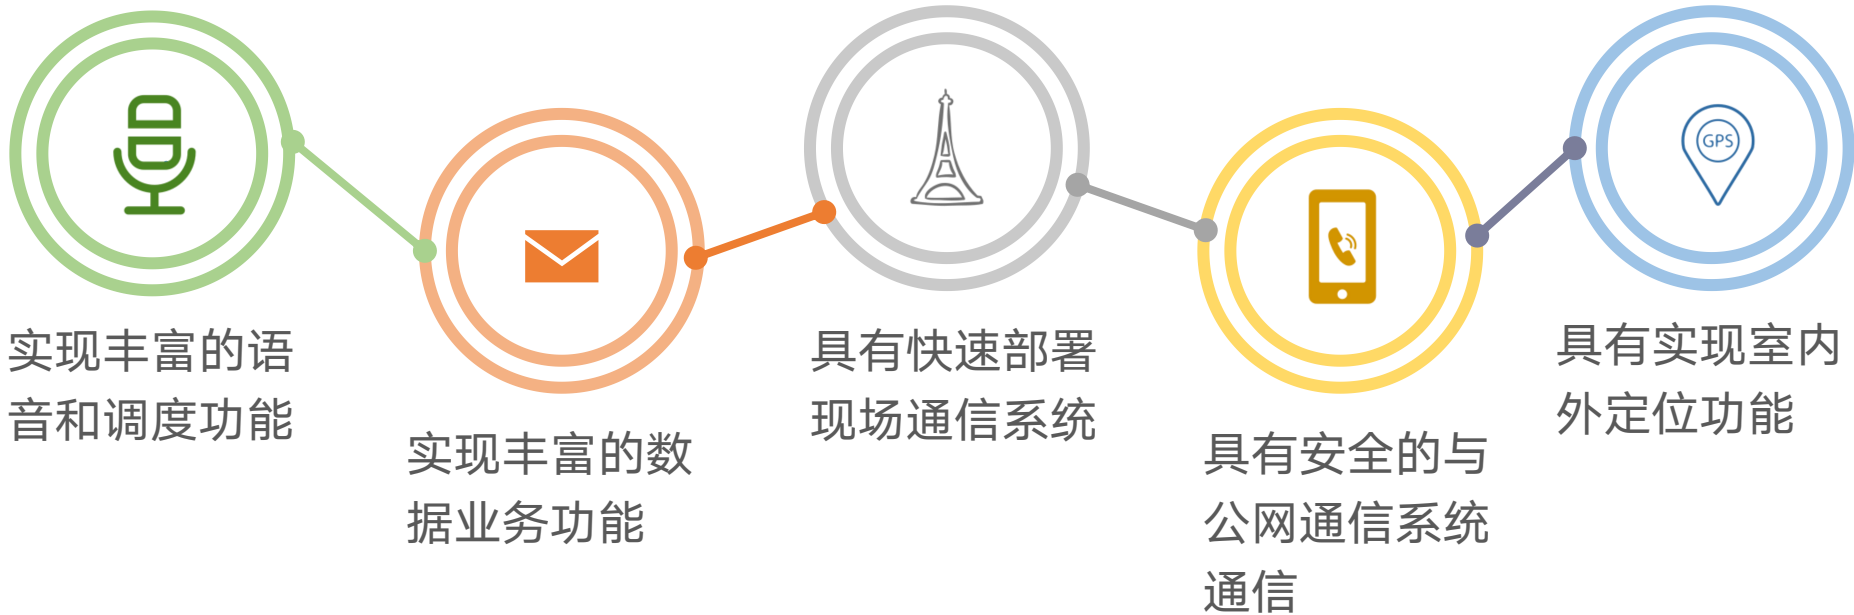 实现丰富的语
音和调度功能
实现丰富的数
据业务功能
具有快速部署
现场通信系统
具有安全的与
公网通信系统
通信
GPS
具有实现室内
外定位功能